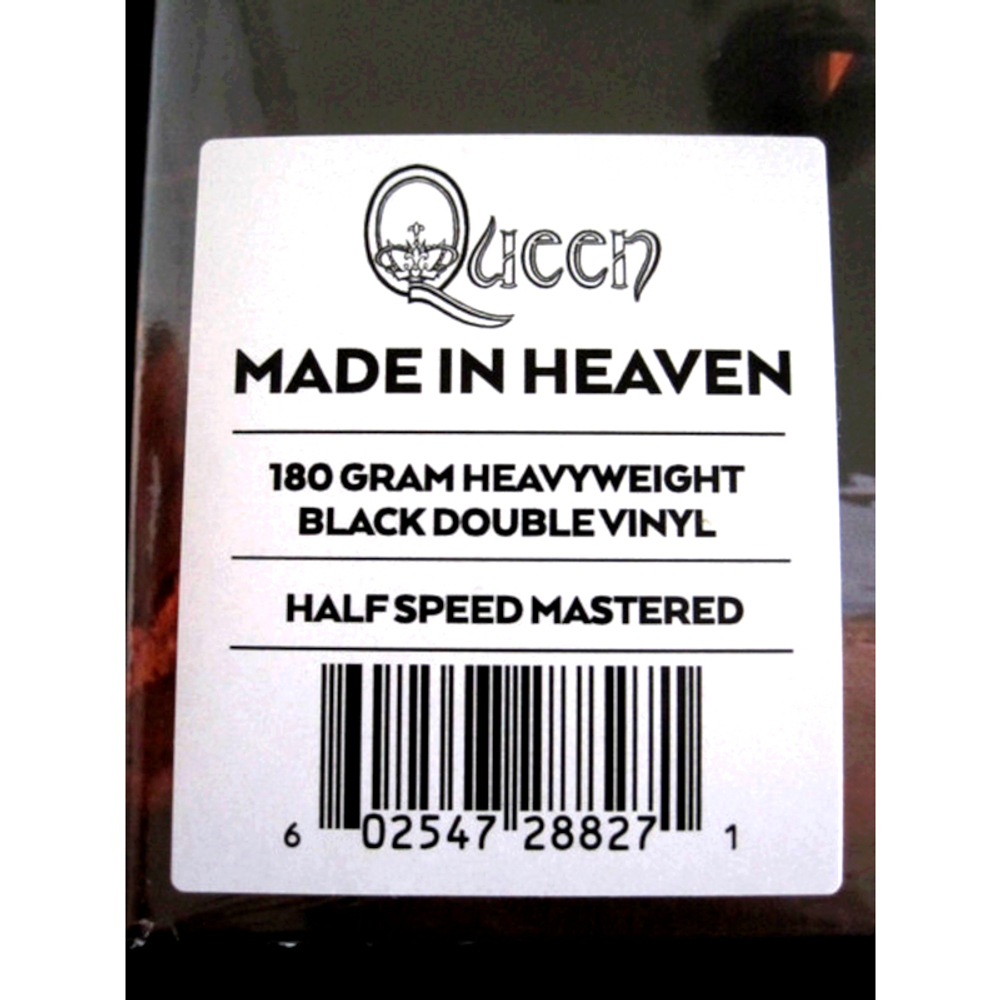 Queen
MADE IN HEAVEN
180 GRAM HEAVYWEIGHT
BLACK DOUBLE VINYL
HALF SPEED MASTERED
6 02547 28827 1